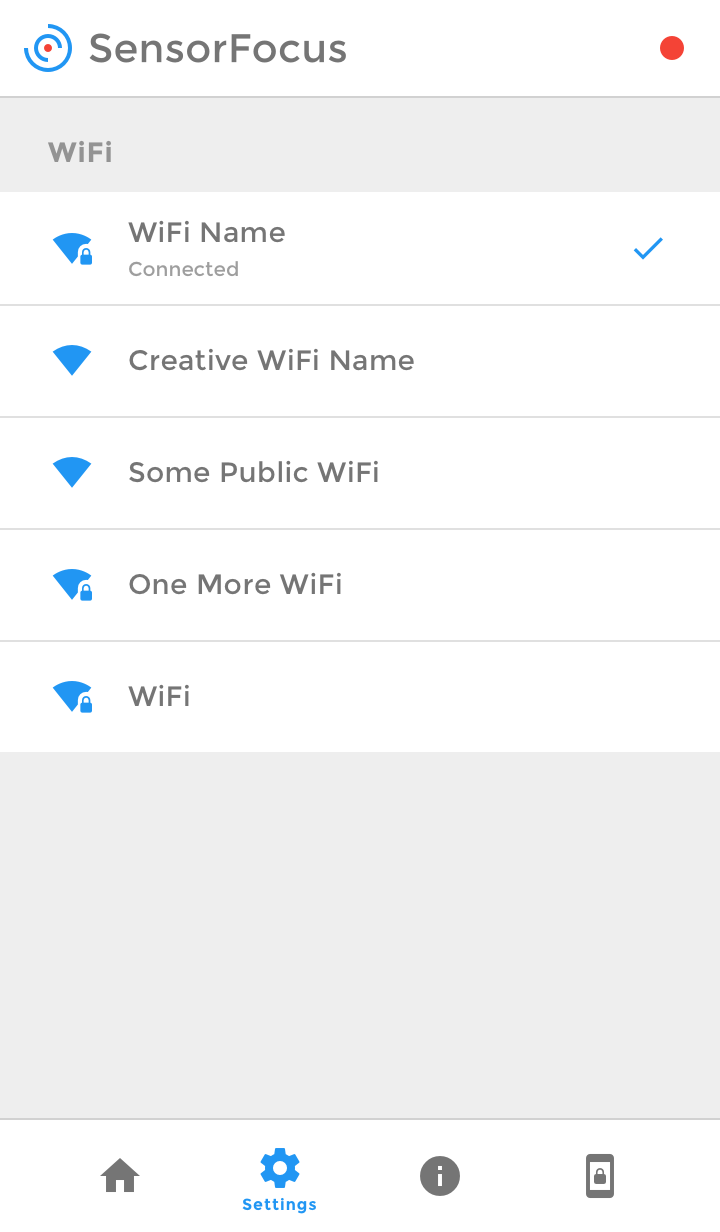 SensorFocus
WiFi
WiFi Name
Connected
Creative WiFi Name
Some Public WiFi
One More WiFi
WiFi
Settings